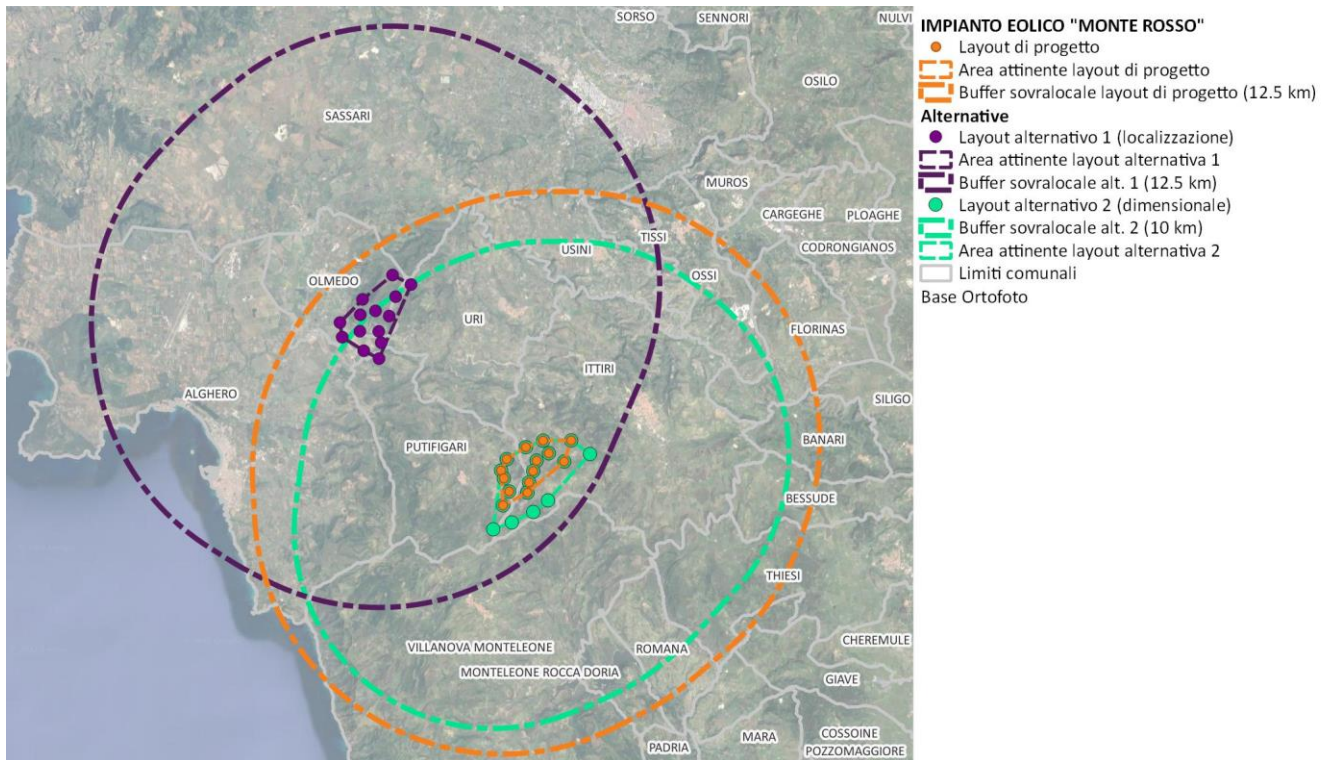 SORSO
SENNORI
NULVI
OSILO
SASSARI
MUROS
CARGEGHE
PLOAGHE
CODRONGIANOS
TISSI
USINI
OSSI
OLMEDO
URI
FLORINAS
ITTIRI
ALGHERO
SILIGO
PUTIFIGARI
BANARI
BESSUDE
THIESI
CHEREMULE
VILLANOVA MONTELEONE
ROMANA
MONTELEONE ROCCA DORIA
GIAVE
MARA
COSSOINE
PADRIA
POZZOMAGGIORE
IMPIANTO EOLICO "MONTE ROSSO"
Layout di progetto
Area attinente layout di progetto
Buffer sovralocale layout di progetto (12.5 km)
Alternative
Layout alternativo 1 (localizzazione)
Area attinente layout alternativa 1
Buffer sovralocale alt. 1 (12.5 km)
Layout alternativo 2 (dimensionale)
Buffer sovralocale alt. 2 (10 km)
Area attinente layout alternativa 2
Limiti comunali
Base Ortofoto